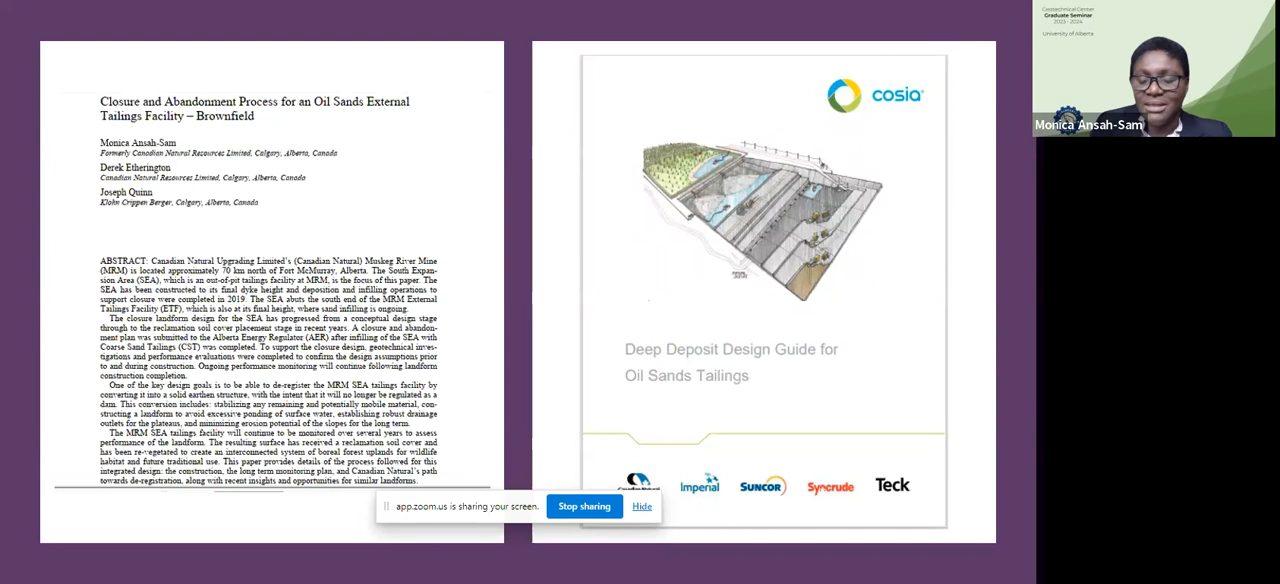 Closure and Abandonment Process for an Oil Sands External
Tailings Facility – Brownfield
Monica Ansah-Sam
Formerly Canadian Natural Resources Limited, Calgary, Alberta, Canada
Derek Etherington
Canadian Natural Resources Limited, Calgary, Alberta, Canada
Joseph Quinn
Klohn Crippen Berger, Calgary, Alberta, Canada
ABSTRACT: Canadian Natural Upgrading Limited's (Canadian Natural) Muskeg River Mine
(MRM) is located approximately 70 km north of Fort McMurray, Alberta. The South Expan-
sion Area (SEA), which is an out-of-pit tailings facility at MRM, is the focus of this paper. The
SEA has been constructed to its final dyke height and deposition and infilling operations to
support closure were completed in 2019. The SEA abuts the south end of the MRM External
Tailings Facility (ETF), which is also at its final height, where sand infilling is ongoing.
The closure landform design for the SEA has progressed from a conceptual design stage
through to the reclamation soil cover placement stage in recent years. A closure and abandon-
ment plan was submitted to the Alberta Energy Regulator (AER) after infilling of the SEA with
Coarse Sand Tailings (CST) was completed. To support the closure design, geotechnical inves-
tigations and performance evaluations were completed to confirm the design assumptions prior
to and during construction. Ongoing performance monitoring will continue following landform
construction completion.
One of the key design goals is to be able to de-register the MRM SEA tailings facility by
converting it into a solid earthen structure, with the intent that it will no longer be regulated as a
dam. This conversion includes: stabilizing any remaining and potentially mobile material, con-
structing a landform to avoid excessive ponding of surface water, establishing robust drainage
outlets for the plateaus, and minimizing erosion potential of the slopes for the long term.
The MRM SEA tailings facility will continue to be monitored over several years to assess
performance of the landform. The resulting surface has received a reclamation soil cover and
has been re-vegetated to create an interconnected system of boreal forest uplands for wildlife
habitat and future traditional use. This paper provides details of the process followed for this
integrated design: the construction, the long term monitoring plan, and Canadian Natural's path
towards de-registration, along with recent insights and opportunities for similar landforms.
cosia
Deep Deposit Design Guide for
Oil Sands Tailings
Canadian Natural
Imperial
SUNCOR
Syncrude
Teck
app.zoom.us is sharing your screen.
Stop sharing
Hide
Geotechnical Center
Graduate Seminar
2023 - 2024
University of Alberta
Monica Ansah-Sam